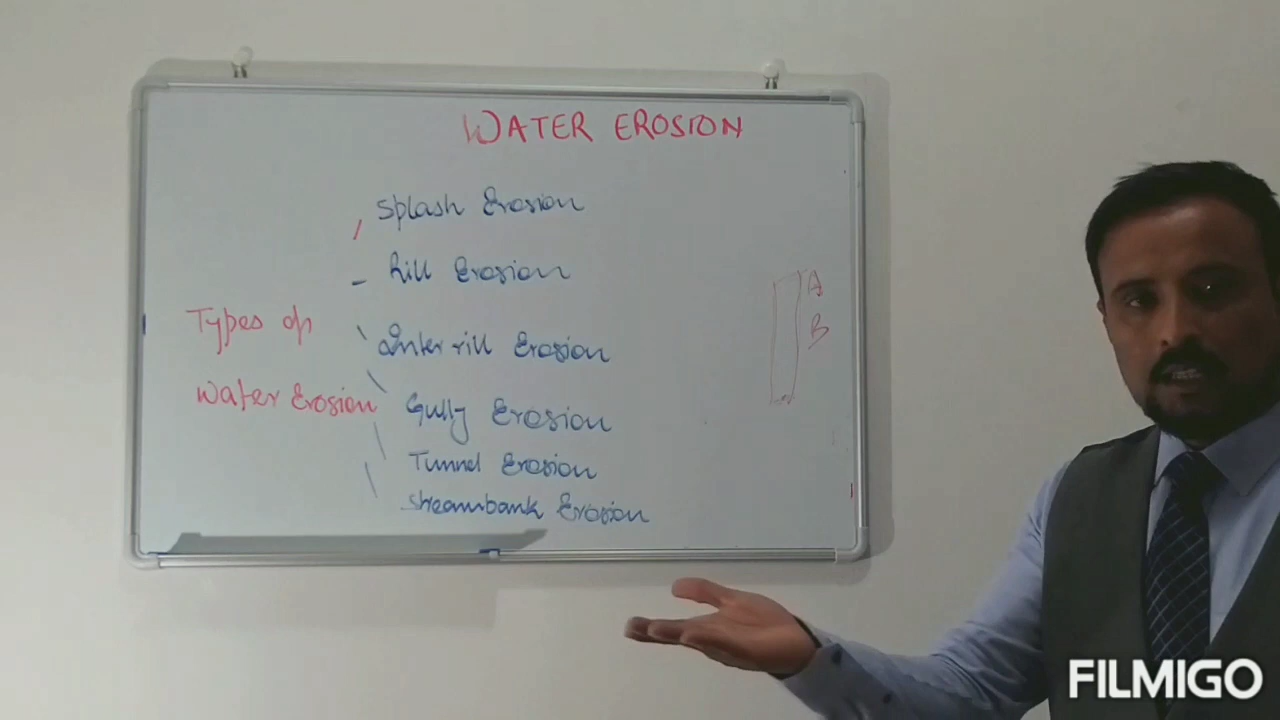 WATER EROSION
Splash Erosion
Rill Erosion
Types of
Inter rill Erosion
Water Erosion
Gully Erosion
Tunnel Erosion
Streambank Erosion
A
B
FILMIGO